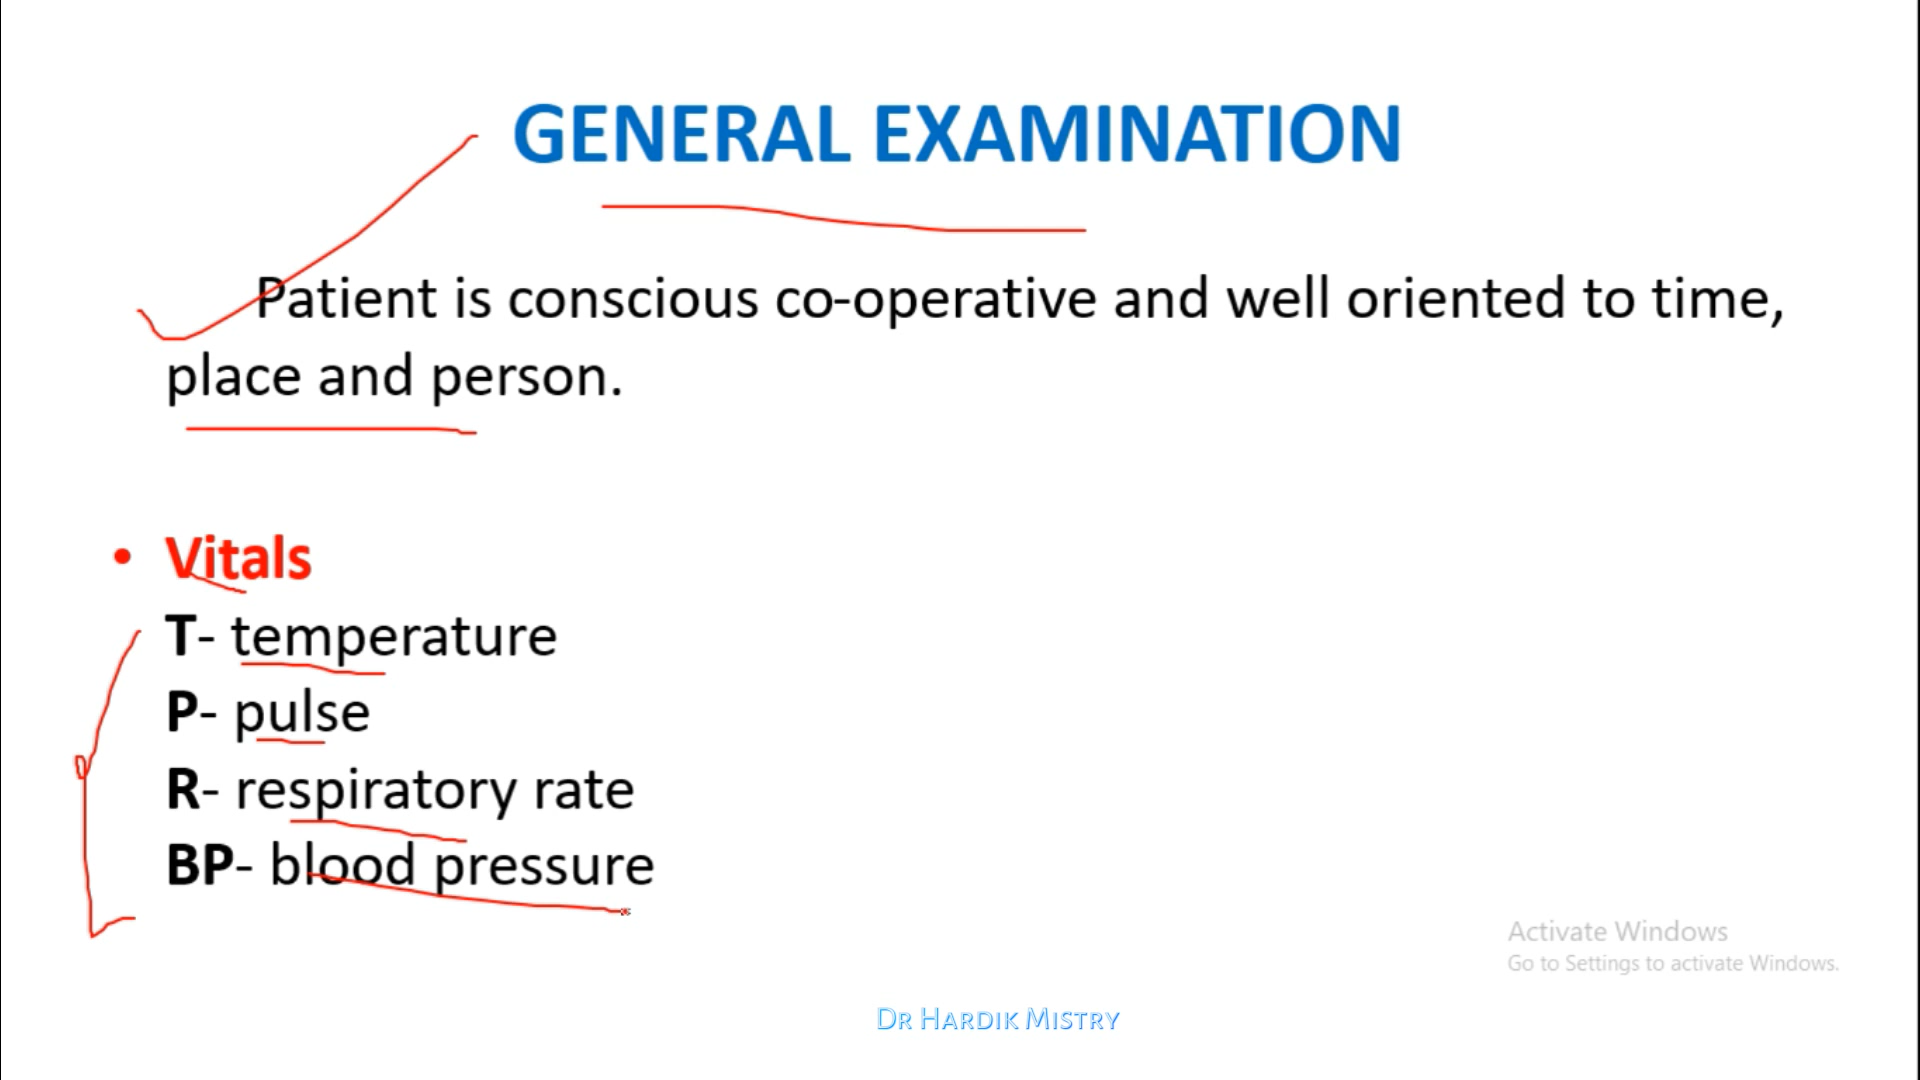 GENERAL EXAMINATION
Patient is conscious co-operative and well oriented to time,
place and person.
• Vitals
T- temperature
P- pulse
R- respiratory rate
BP- blood pressure
Activate Windows
Go to Settings to activate Windows.
DR HARDIK MISTRY